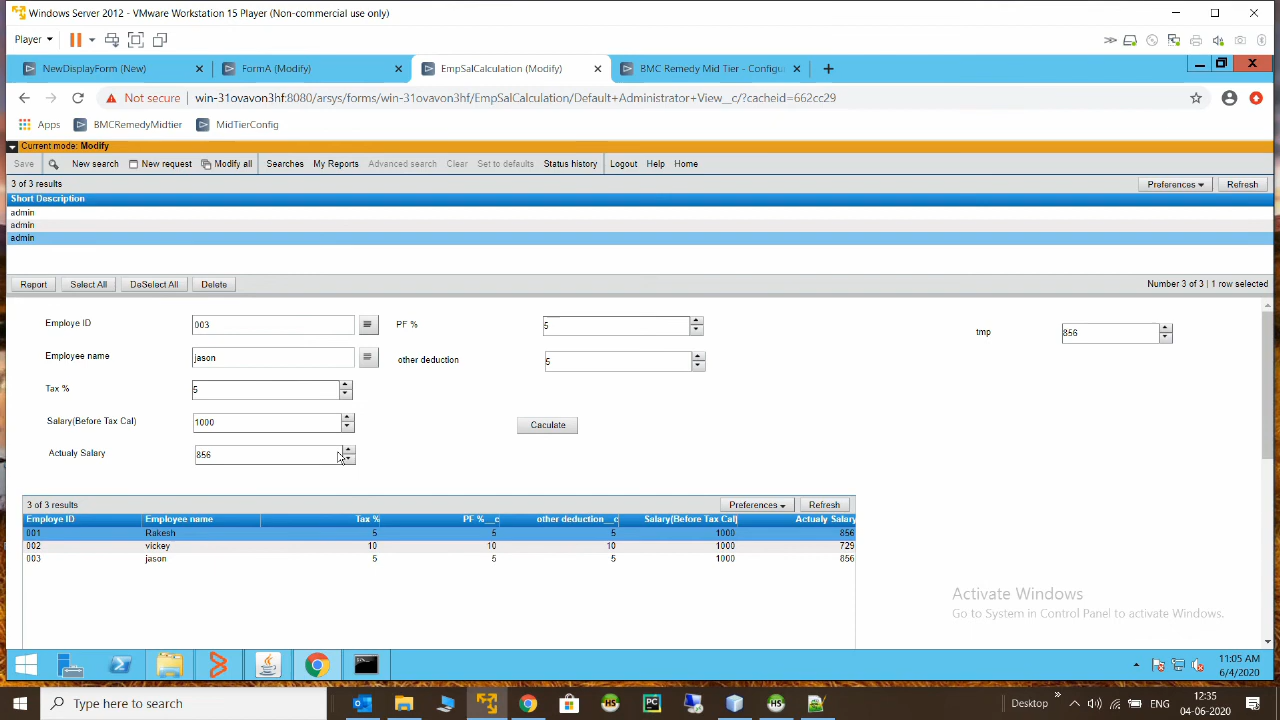 Windows Server 2012 - VMware Workstation 15 Player (Non-commercial use only)
Player
NewDisplayForm (New)
FormA (Modify)
EmpSalCalculation (Modify)
BMC Remedy Mid Tier - Configu
Not secure win-31ovavon3hf:8080/arsys/forms/win-31ovavon3hf/EmpSalCalculation/Default+Administrator+View__c/?cacheid=662cc29
Apps BMCRemedyMidtier MidTierConfig
Current mode: Modify
Save New search New request Modify all Searches My Reports Advanced search Clear Set to defaults Status history Logout Help Home
3 of 3 results Preferences Refresh
Short Description
admin
admin
admin
Report Select All DeSelect All Delete Number 3 of 3 | 1 row selected
Employe ID 003 PF % 5 tmp 856
Employee name jason other deduction 5
Tax % 5
Salary(Before Tax Cal) 1000 Caculate
Actualy Salary 856
3 of 3 results Preferences Refresh
Employe ID Employee name Tax % PF %__c other deduction__c Salary(Before Tax Cal) Actualy Salary
001 Rakesh 5 5 5 1000 856
002 vickey 10 10 10 1000 729
003 jason 5 5 5 1000 856
Activate Windows
Go to System in Control Panel to activate Windows.
11:05 AM
6/4/2020
Type here to search
HS
PC
HS
Desktop
ENG
12:35
04-06-2020